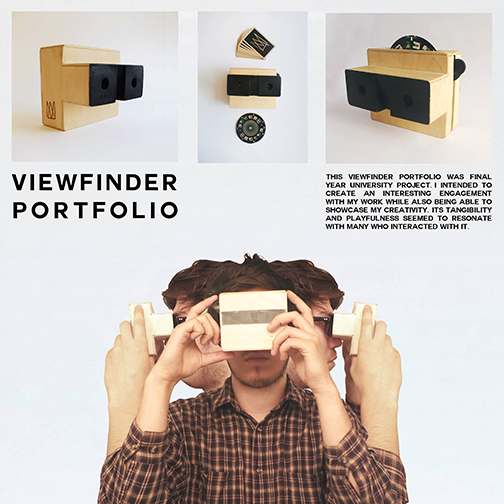 VIEWFINDER
PORTFOLIO
THIS VIEWFINDER PORTFOLIO WAS FINAL
YEAR UNIVERSITY PROJECT. I INTENDED TO
CREATE AN INTERESTING ENGAGEMENT
WITH MY WORK WHILE ALSO BEING ABLE TO
SHOWCASE MY CREATIVITY. ITS TANGIBILITY
AND PLAYFULNESS SEEMED TO RESONATE
WITH MANY WHO INTERACTED WITH IT.